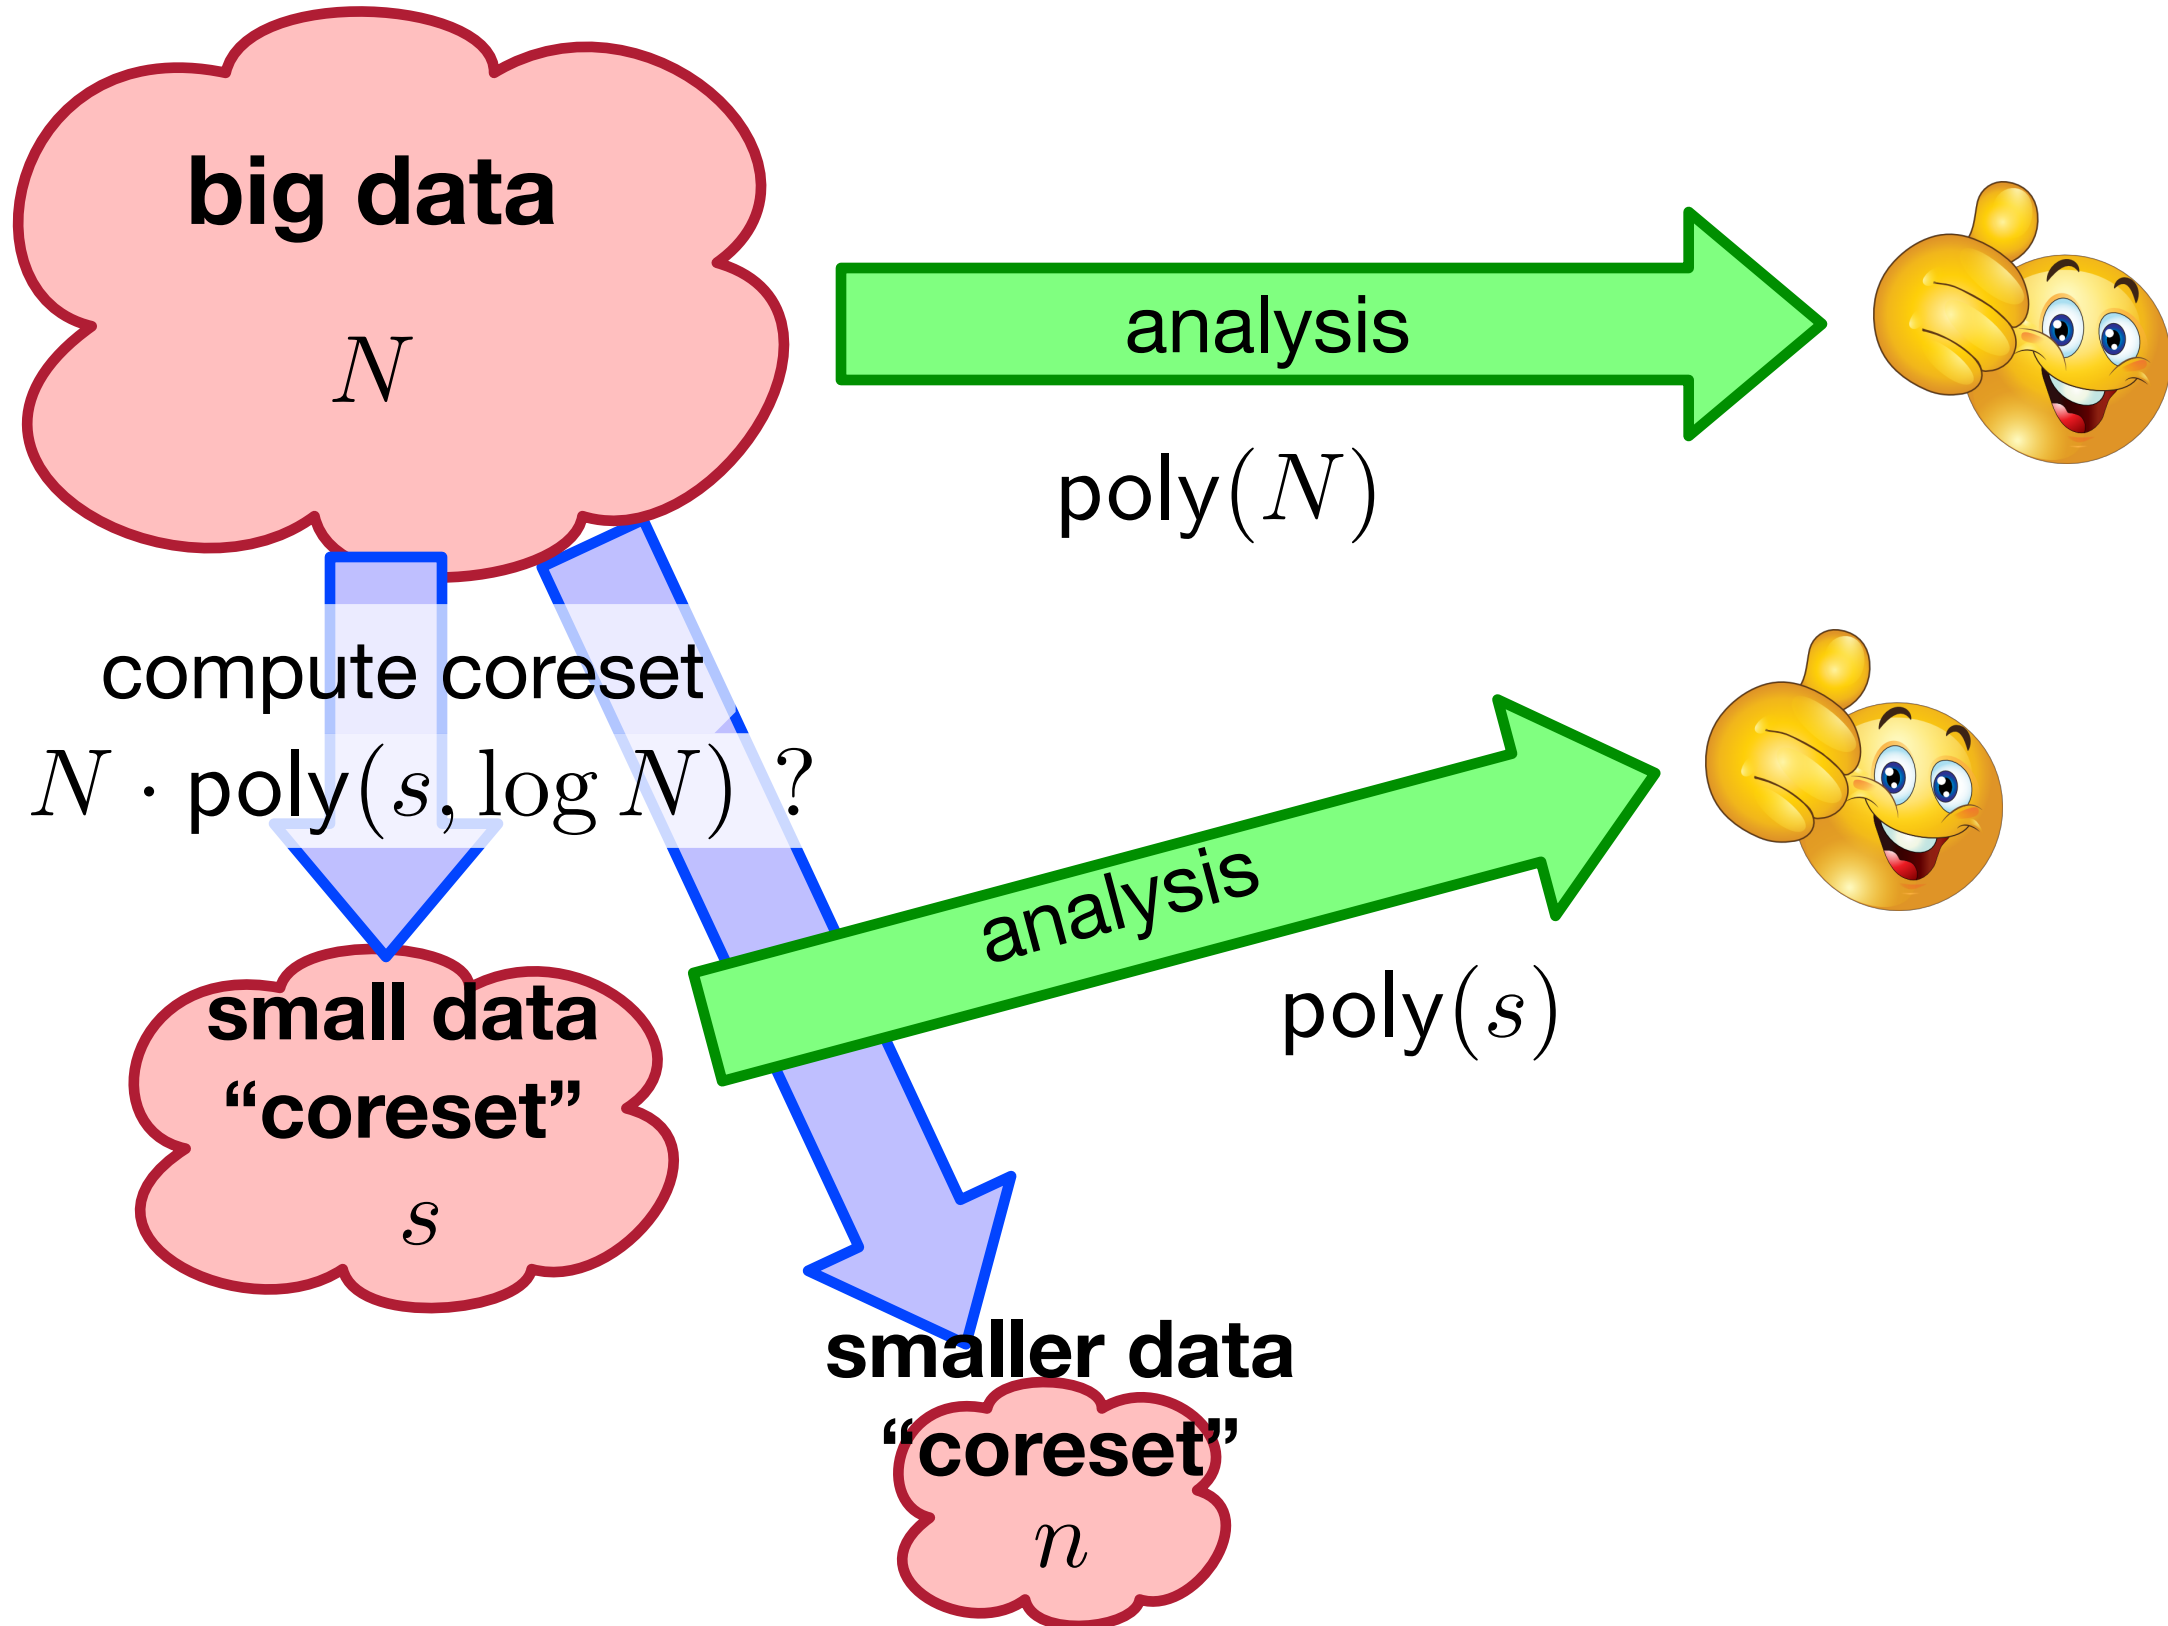 big data
N
analysis
poly(N)
compute coreset
N · poly(s, log N) ?
analysis
poly(s)
small data
“coreset”
s
smaller data
“coreset”
n